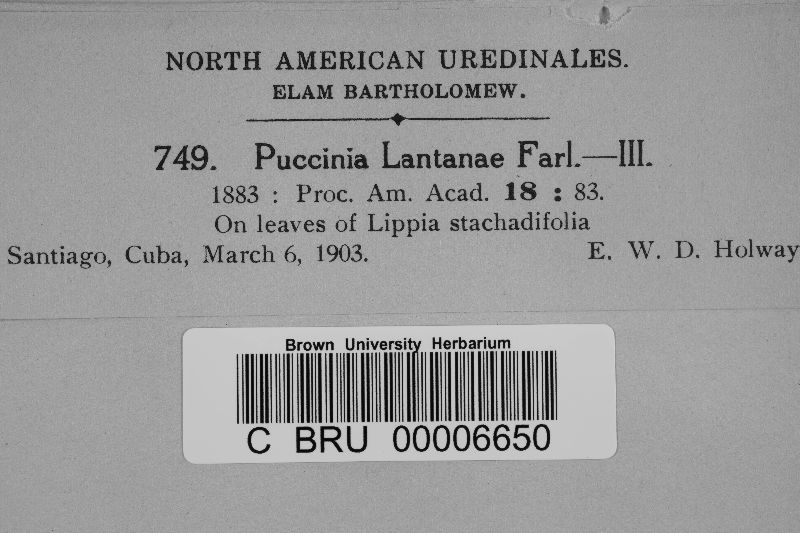 NORTH AMERICAN UREDINALES.
ELAM BARTHOLOMEW.
749. Puccinia Lantanae Farl.—III.
1883 : Proc. Am. Acad. 18 : 83.
On leaves of Lippia stachadifolia
Santiago, Cuba, March 6, 1903. E. W. D. Holway
Brown University Herbarium
C BRU 00006650